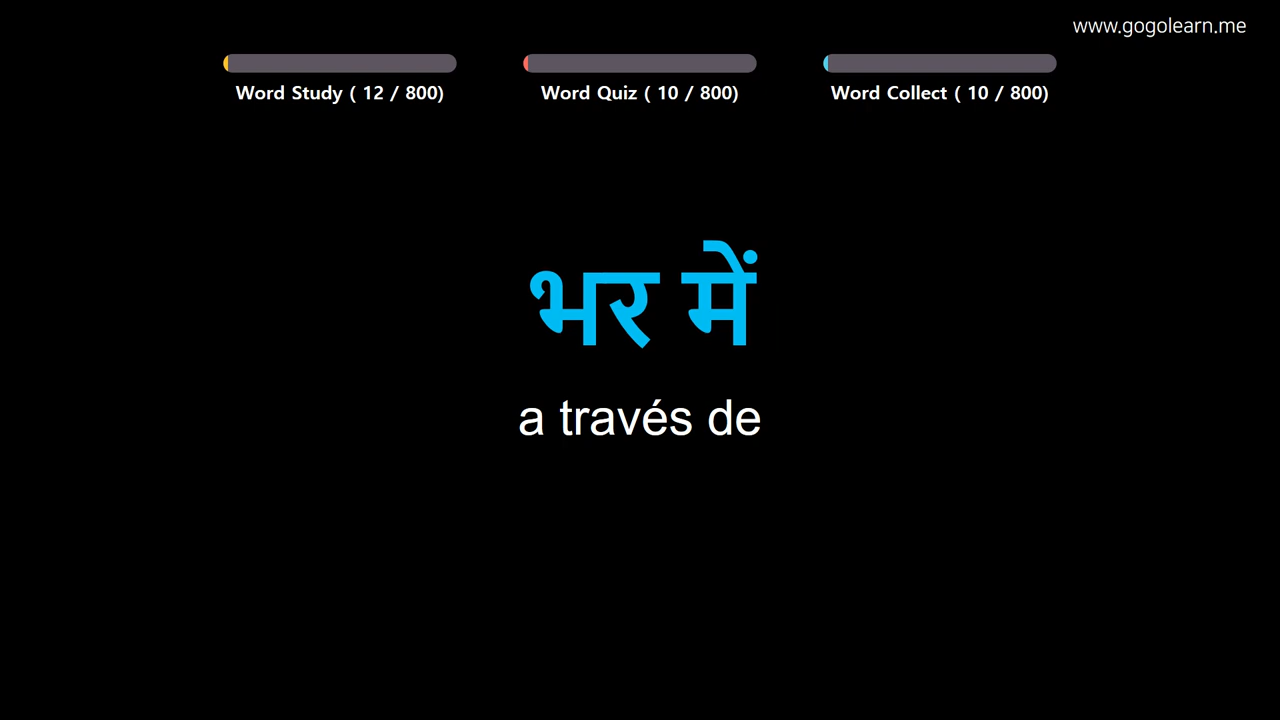 www.gogolearn.me
Word Study ( 12 / 800)
Word Quiz ( 10 / 800)
Word Collect ( 10 / 800)
भर में
a través de